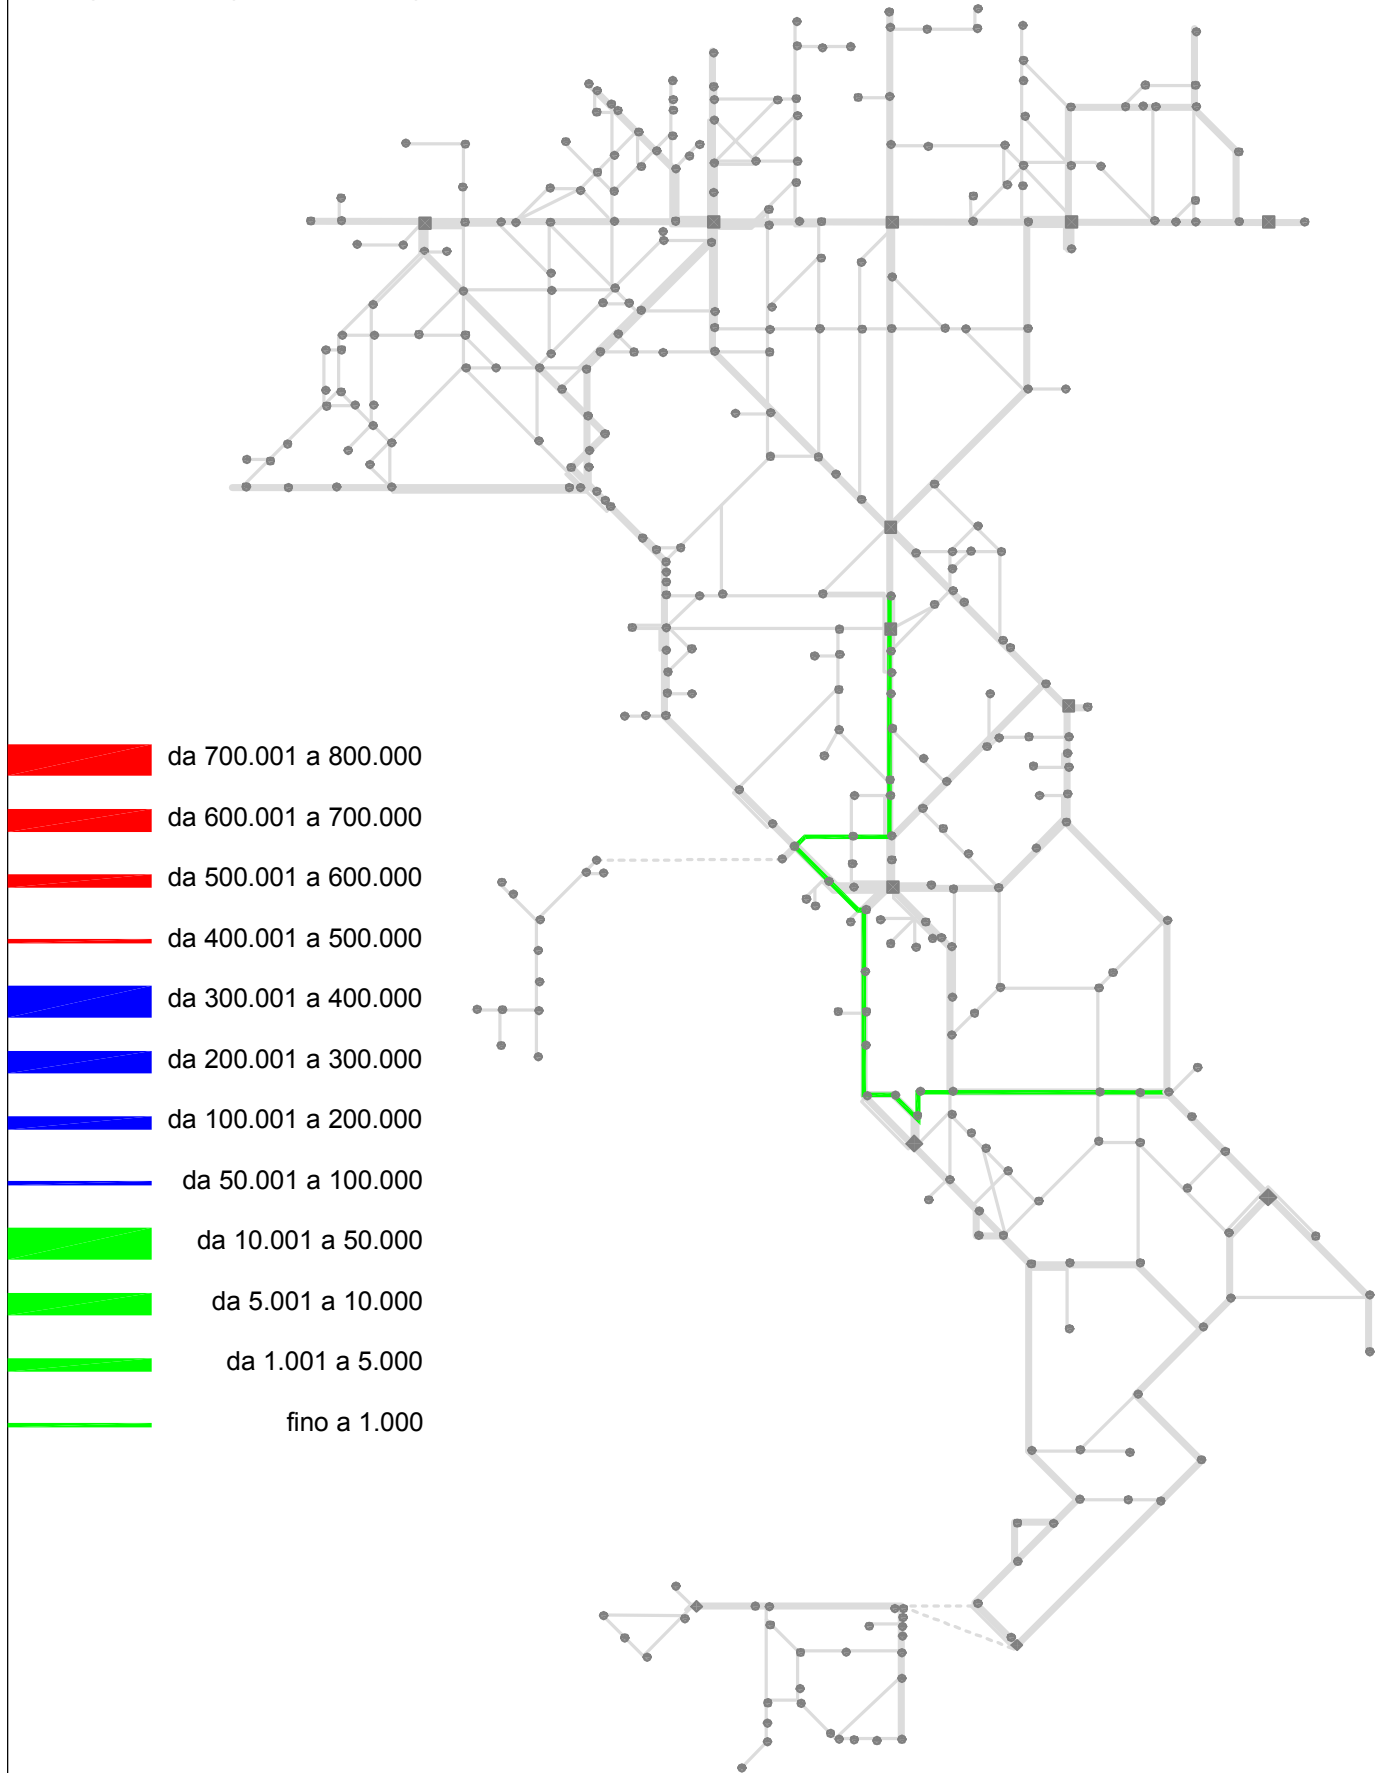 da 700.001 a 800.000
da 600.001 a 700.000
da 500.001 a 600.000
da 400.001 a 500.000
da 300.001 a 400.000
da 200.001 a 300.000
da 100.001 a 200.000
da 50.001 a 100.000
da 10.001 a 50.000
da 5.001 a 10.000
da 1.001 a 5.000
fino a 1.000